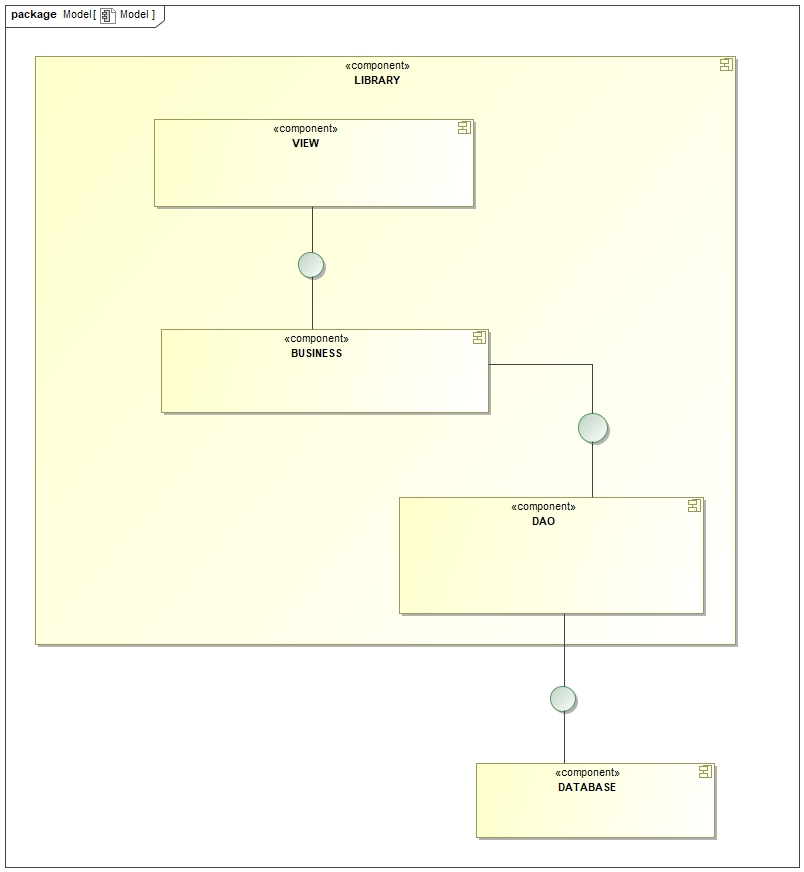 package Model[ Model ]
«component»
LIBRARY
«component»
VIEW
«component»
BUSINESS
«component»
DAO
«component»
DATABASE